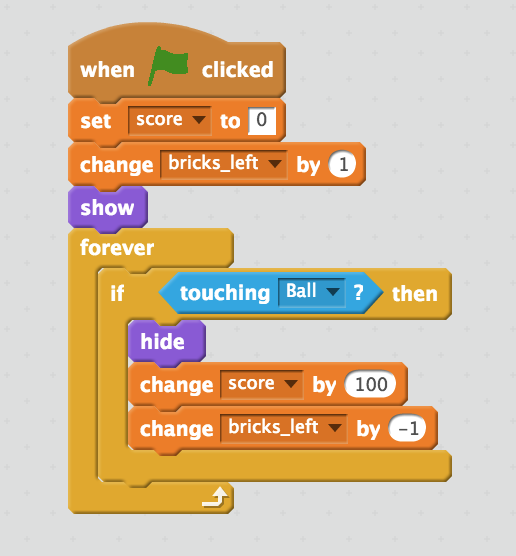 when clicked
set score to 0
change bricks_left by 1
show
forever
if touching Ball ? then
hide
change score by 100
change bricks_left by -1